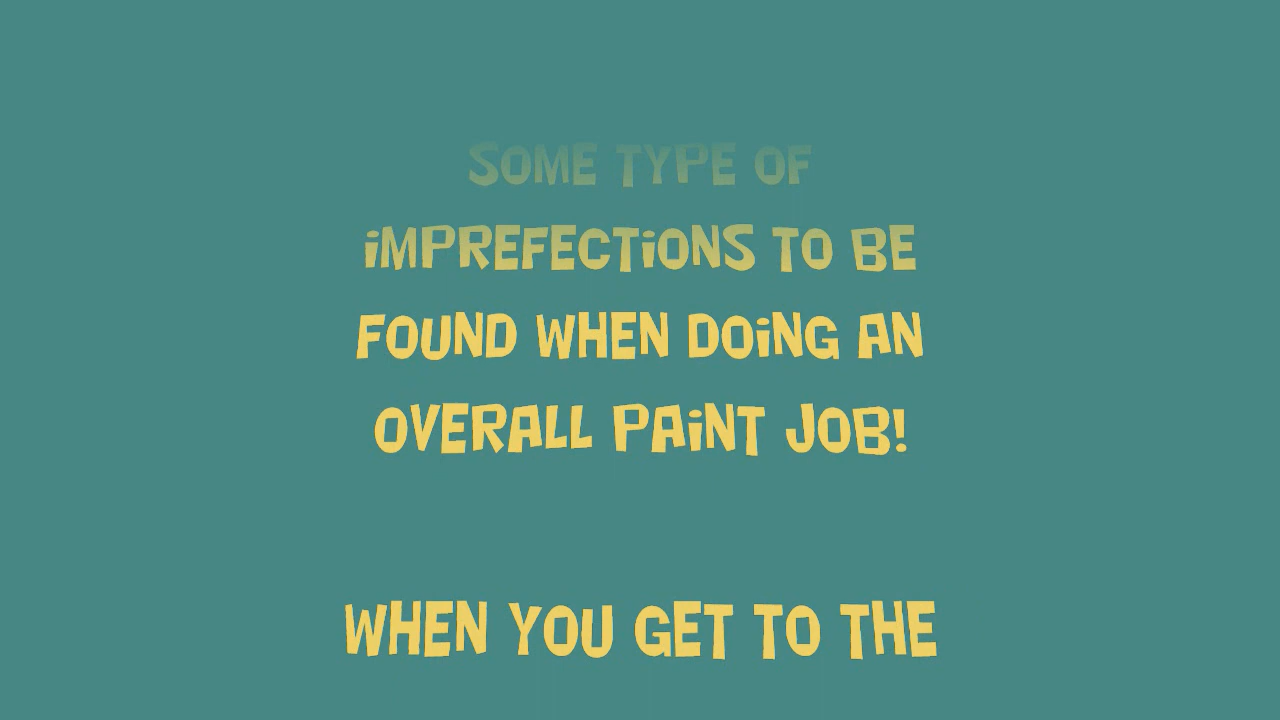 SOME TYPE OF
iMPREFECTiONS TO BE
FOUND WHEN DOiNG AN
OVERALL PAiNT JOB!
WHEN YOU GET TO THE